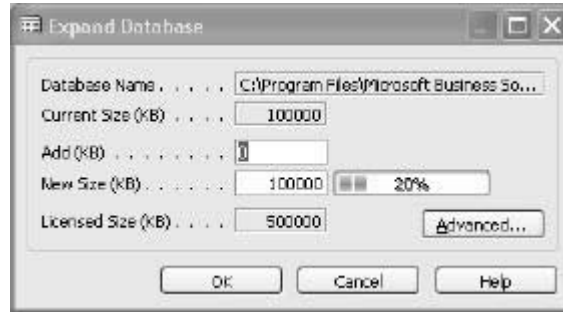 Expand Database
Database Name . . . . . C:\Program Files\Microsoft Business So...
Current Size (KB) . . . . 100000
Add (KB) . . . . . . . . 0
New Size (KB) . . . . . . 100000 20%
Licensed Size (KB) . . . . 500000 Advanced...
OK Cancel Help